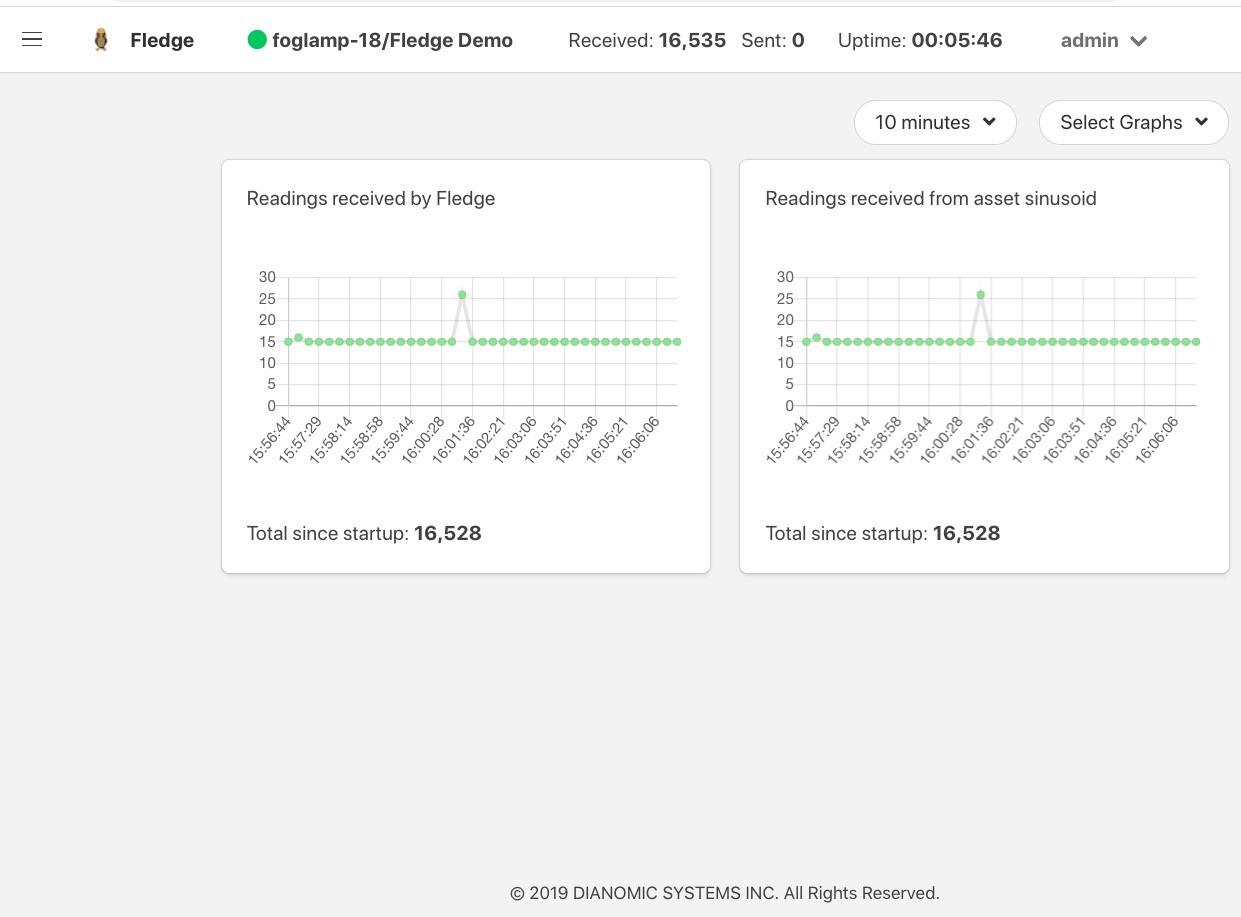 Fledge foglamp-18/Fledge Demo Received: 16,535 Sent: 0 Uptime: 00:05:46 admin
10 minutes Select Graphs
Readings received by Fledge
30
25
20
15
10
5
0
15:56:44 15:57:29 15:58:14 15:58:58 15:59:44 16:00:28 16:01:36 16:02:21 16:03:06 16:03:51 16:04:36 16:05:21 16:06:06
Total since startup: 16,528
Readings received from asset sinusoid
30
25
20
15
10
5
0
15:56:44 15:57:29 15:58:14 15:58:58 15:59:44 16:00:28 16:01:36 16:02:21 16:03:06 16:03:51 16:04:36 16:05:21 16:06:06
Total since startup: 16,528
© 2019 DIANOMIC SYSTEMS INC. All Rights Reserved.